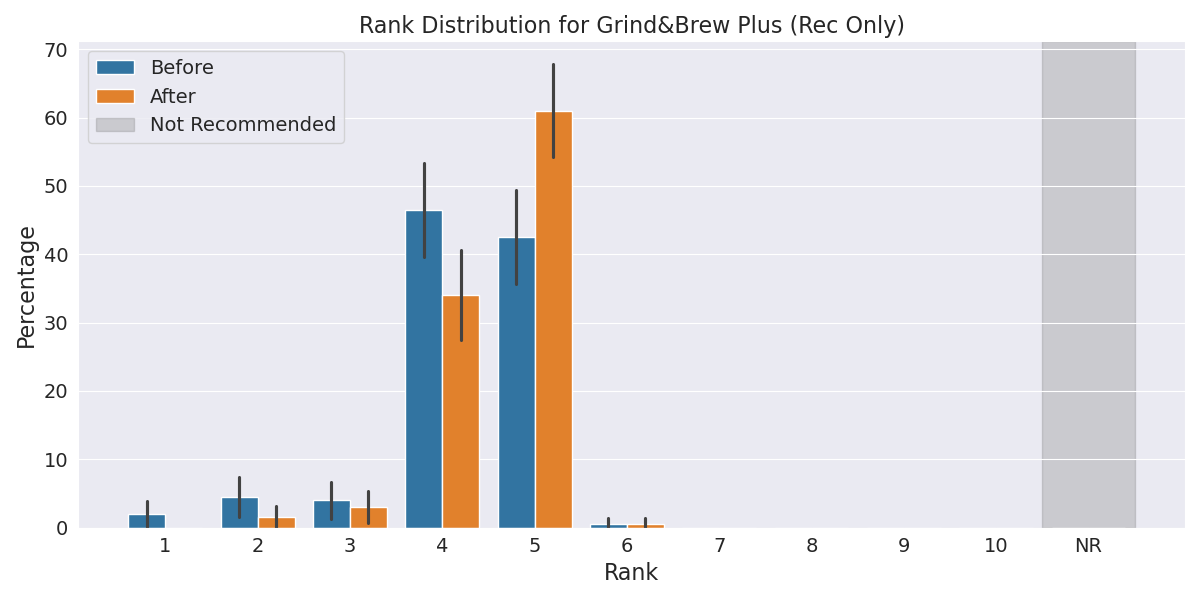 Rank Distribution for Grind&Brew Plus (Rec Only)
Before
After
Not Recommended
Percentage
70
60
50
40
30
20
10
0
1 2 3 4 5 6 7 8 9 10 NR
Rank